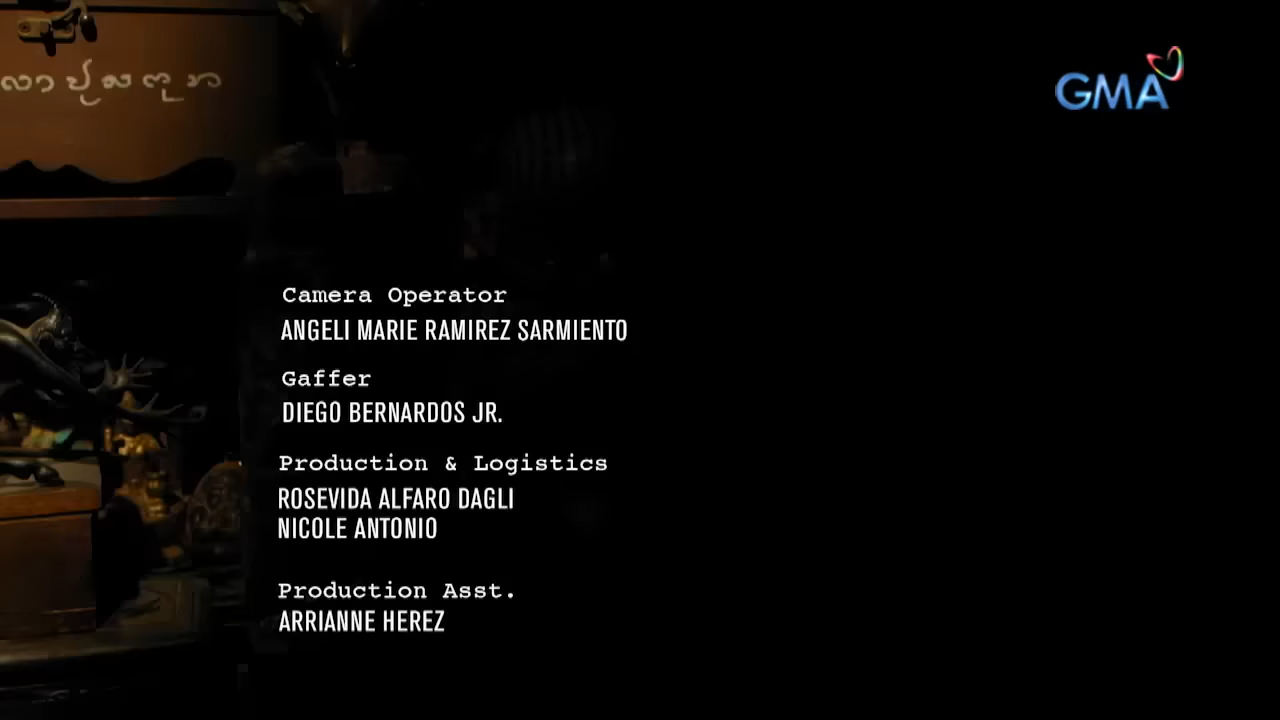 GMA
Camera Operator
ANGELI MARIE RAMIREZ SARMIENTO
Gaffer
DIEGO BERNARDOS JR.
Production & Logistics
ROSEVIDA ALFARO DAGLI
NICOLE ANTONIO
Production Asst.
ARRIANNE HEREZ